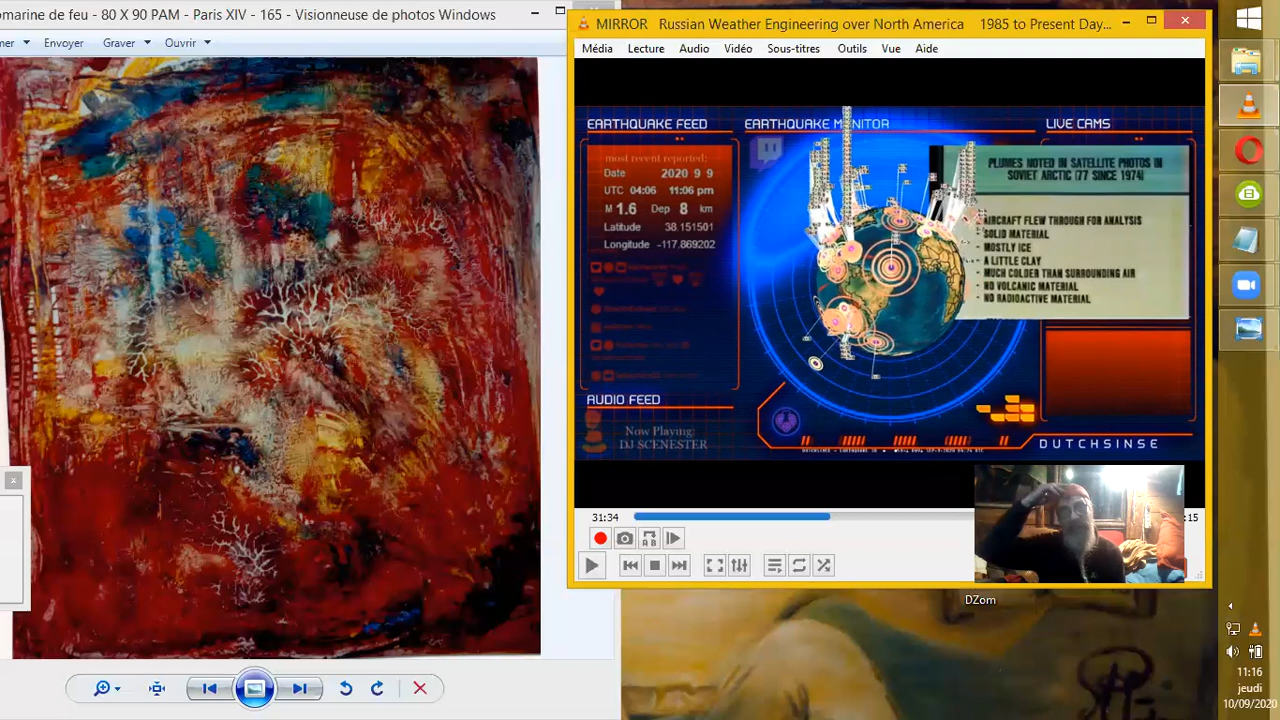 marine de feu - 80 X 90 PAM - Paris XIV - 165 - Visionneuse de photos Windows
mer Envoyer Graver Ouvrir
MIRROR Russian Weather Engineering over North America 1985 to Present Day...
Média Lecture Audio Vidéo Sous-titres Outils Vue Aide
EARTHQUAKE FEED
most recent reported:
Date 2020 9 9
UTC 04:06 11:06 pm
M 1.6 Dep 8 km
Latitude 38.151501
Longitude -117.869202
AUDIO FEED
Now Playing:
DJ SCENESTER
EARTHQUAKE MONITOR
LIVE CAMS
PLUMES NOTED IN SATELLITE PHOTOS IN
SOVIET ARCTIC (77 SINCE 1974)
AIRCRAFT FLEW THROUGH FOR ANALYSIS
- SOLID MATERIAL
- MOSTLY ICE
- A LITTLE CLAY
- MUCH COLDER THAN SURROUNDING AIR
- NO VOLCANIC MATERIAL
- NO RADIOACTIVE MATERIAL
DUTCHSINSE
31:34
:15
DZom
11:16
jeudi
10/09/2020